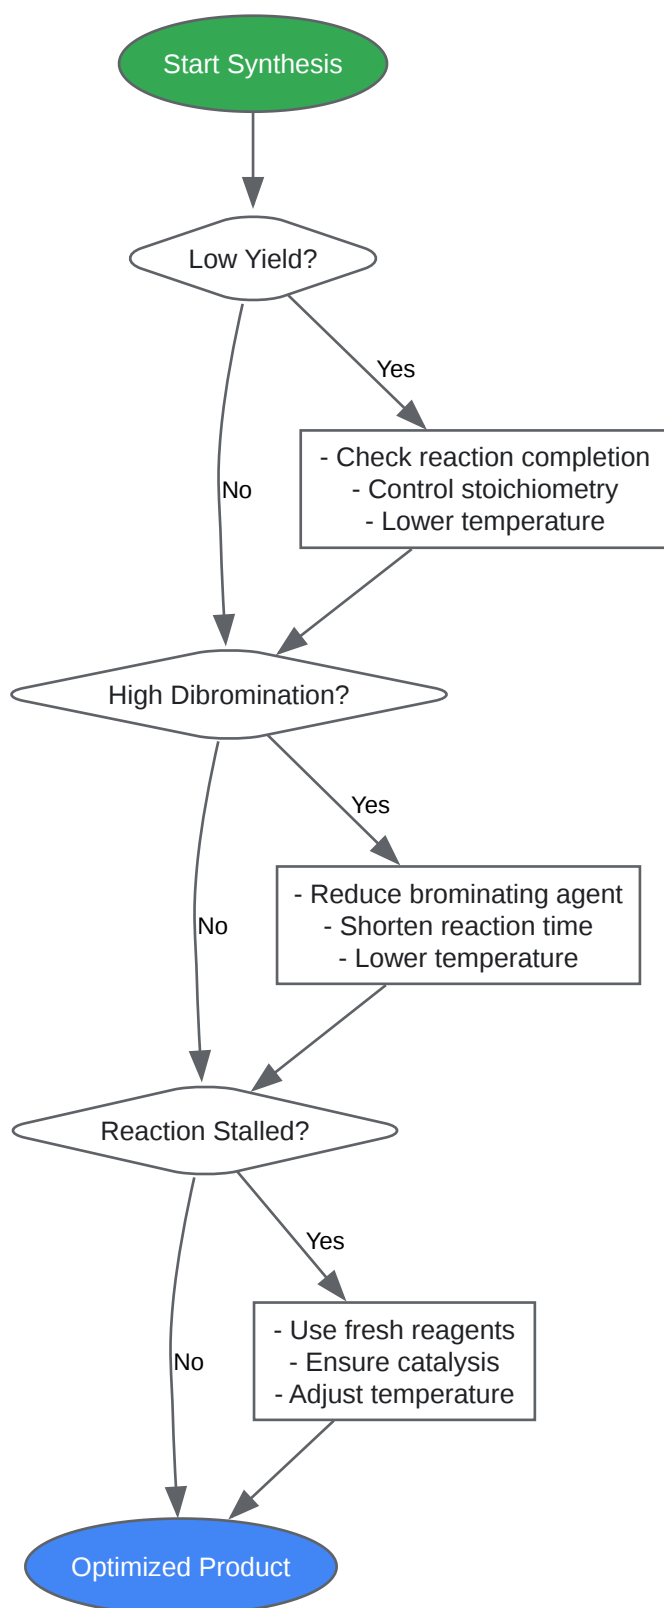 Start Synthesis
Low Yield?
Yes
- Check reaction completion
- Control stoichiometry
- Lower temperature
No
High Dibromination?
Yes
- Reduce brominating agent
- Shorten reaction time
- Lower temperature
No
Reaction Stalled?
Yes
- Use fresh reagents
- Ensure catalysis
- Adjust temperature
No
Optimized Product